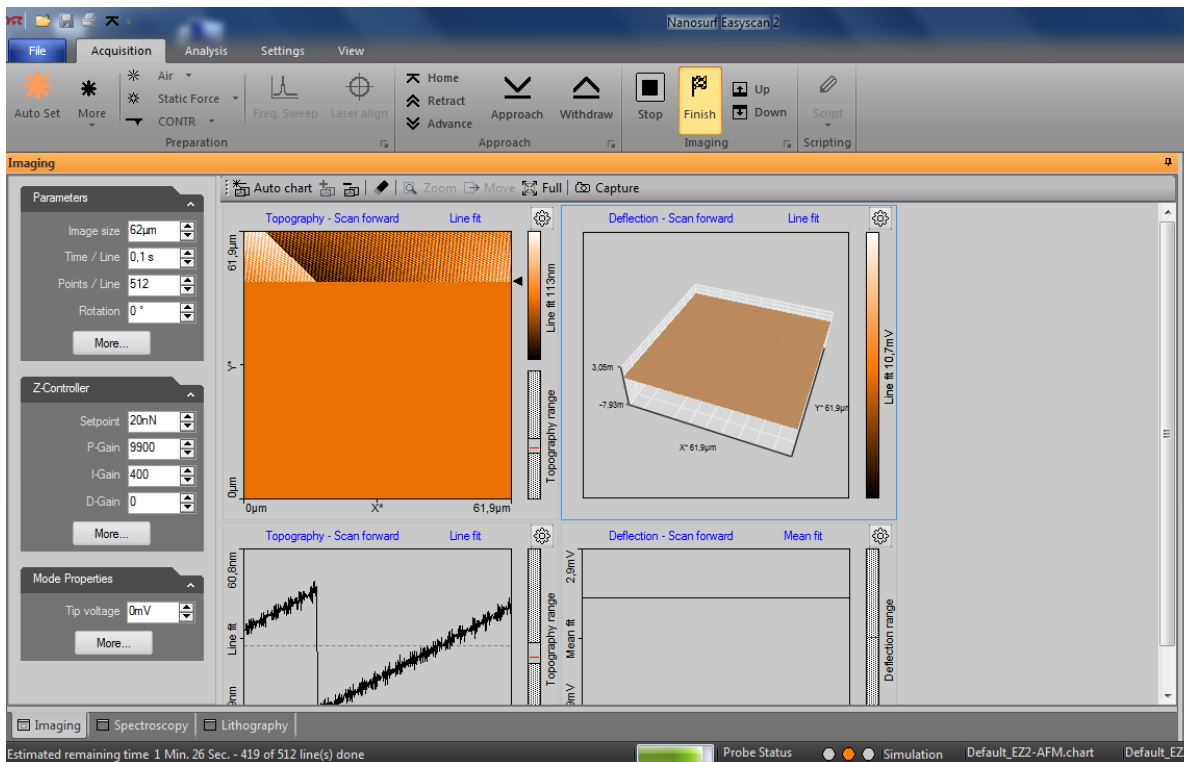 Nanosurf Easyscan 2
File Acquisition Analysis Settings View
Auto Set More
Air
Static Force
CONTR
Preparation
Freq. Sweep Laser align
Home
Retract
Advance
Approach Withdraw
Approach
Stop Finish
Up
Down
Imaging
Script
Scripting
Imaging
Parameters
Image size 62µm
Time / Line 0,1 s
Points / Line 512
Rotation 0 °
More...
Z-Controller
Setpoint 20nN
P-Gain 9900
I-Gain 400
D-Gain 0
More...
Mode Properties
Tip voltage 0mV
More...
Auto chart Zoom Move Full Capture
Topography - Scan forward Line fit
61,9µm
Y*
0µm
0µm X* 61,9µm
Line fit 113nm
Topography range
Deflection - Scan forward Line fit
3,05m
-7,93m
X* 61,9µm
Y* 61,9µm
Line fit 10,7mV
Topography - Scan forward Line fit
60,8nm
Line fit
Topography range
Deflection - Scan forward Mean fit
2,9mV
Mean fit
Deflection range
Imaging Spectroscopy Lithography
Estimated remaining time 1 Min. 26 Sec. - 419 of 512 line(s) done
Probe Status
Simulation
Default_EZ2-AFM.chart
Default_EZ